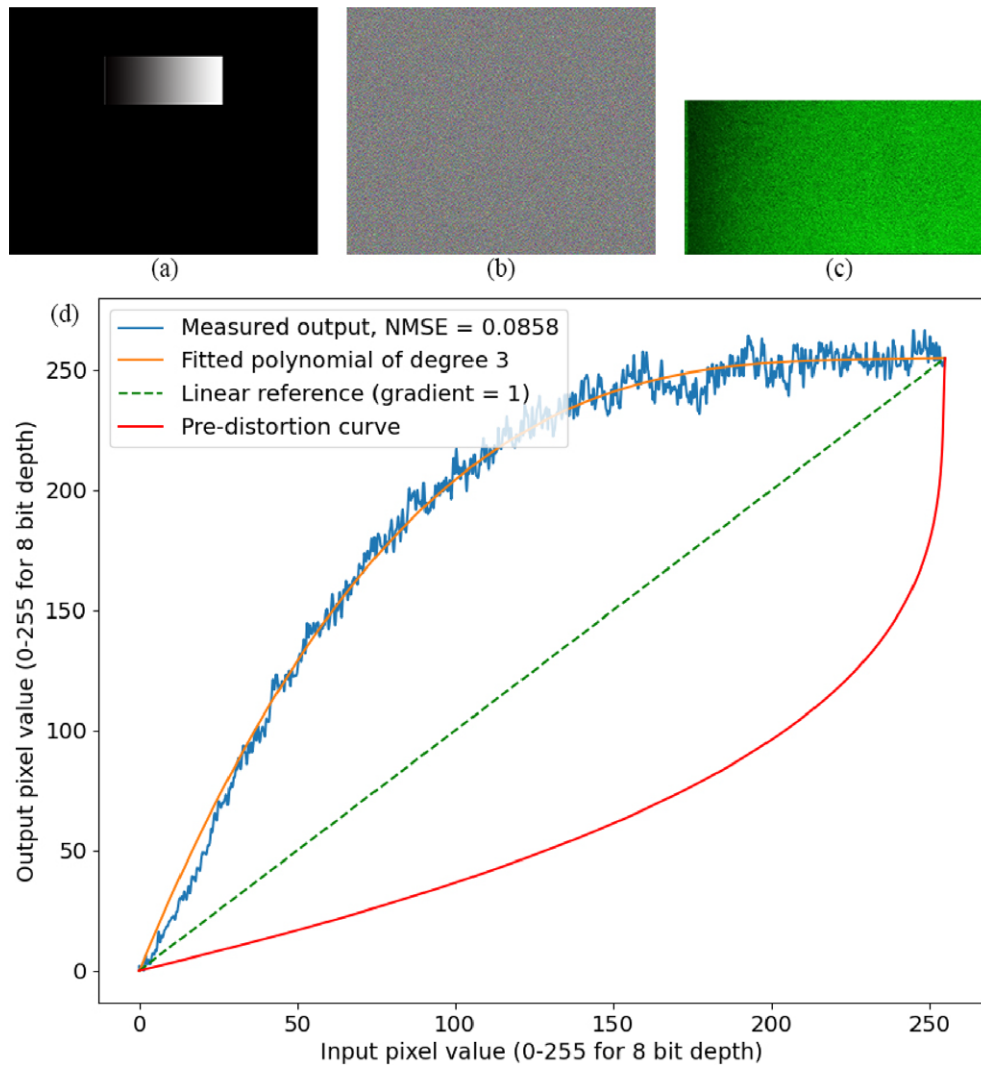 (a)
(b)
(c)
(d)
Measured output, NMSE = 0.0858
Fitted polynomial of degree 3
Linear reference (gradient = 1)
Pre-distortion curve
Output pixel value (0-255 for 8 bit depth)
250
200
150
100
50
0
0 50 100 150 200 250
Input pixel value (0-255 for 8 bit depth)